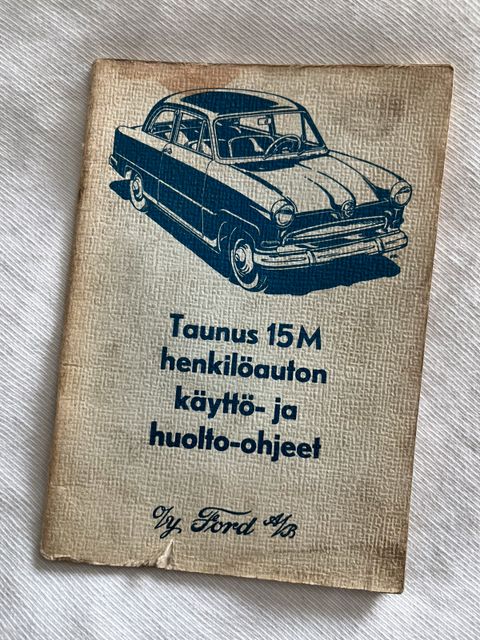 Taunus 15M
henkilöauton
käyttö- ja
huolto-ohjeet
O/y Ford A/B